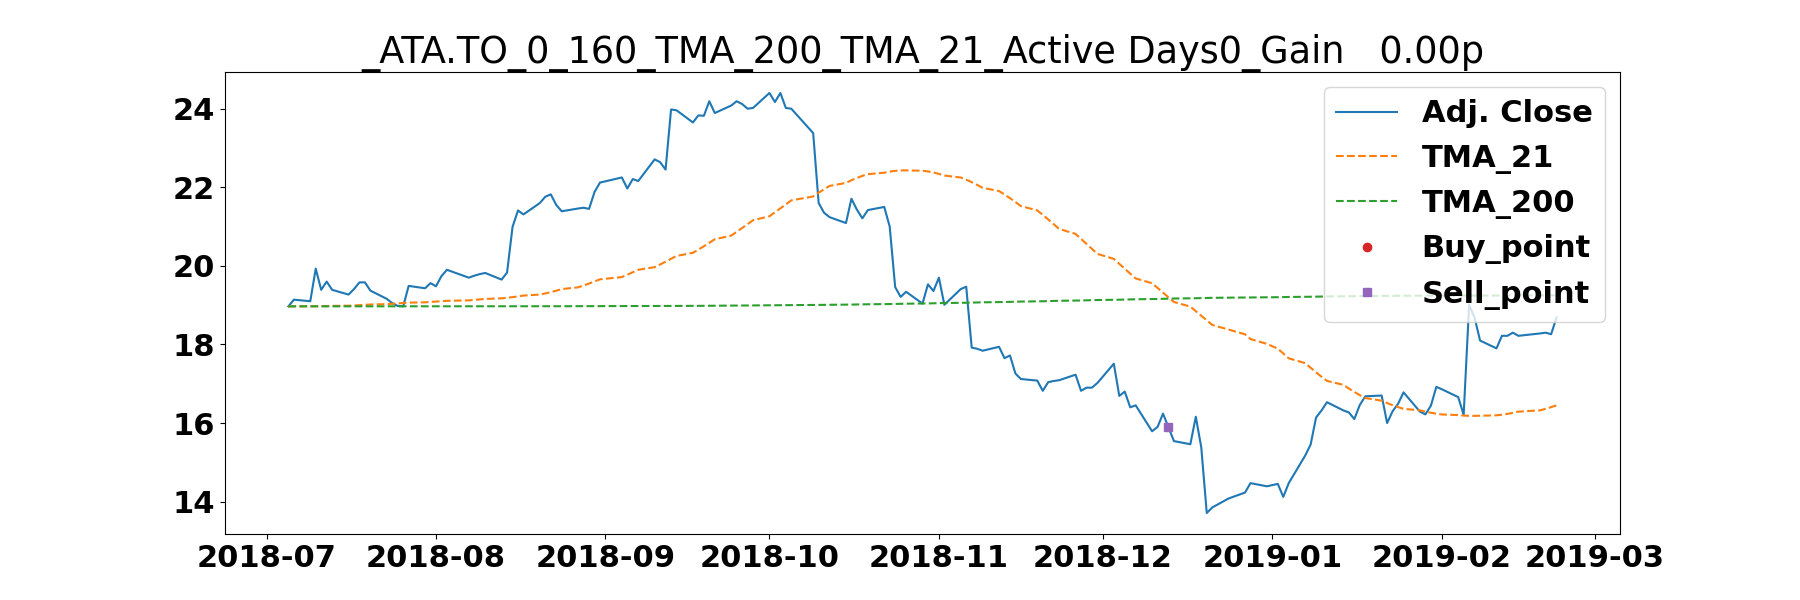 _ATA.TO_0_160_TMA_200_TMA_21_Active Days0_Gain   0.00p
24
22
20
18
16
14
Adj. Close
TMA_21
TMA_200
Buy_point
Sell_point
2018-07 2018-08 2018-09 2018-10 2018-11 2018-12 2019-01 2019-02 2019-03